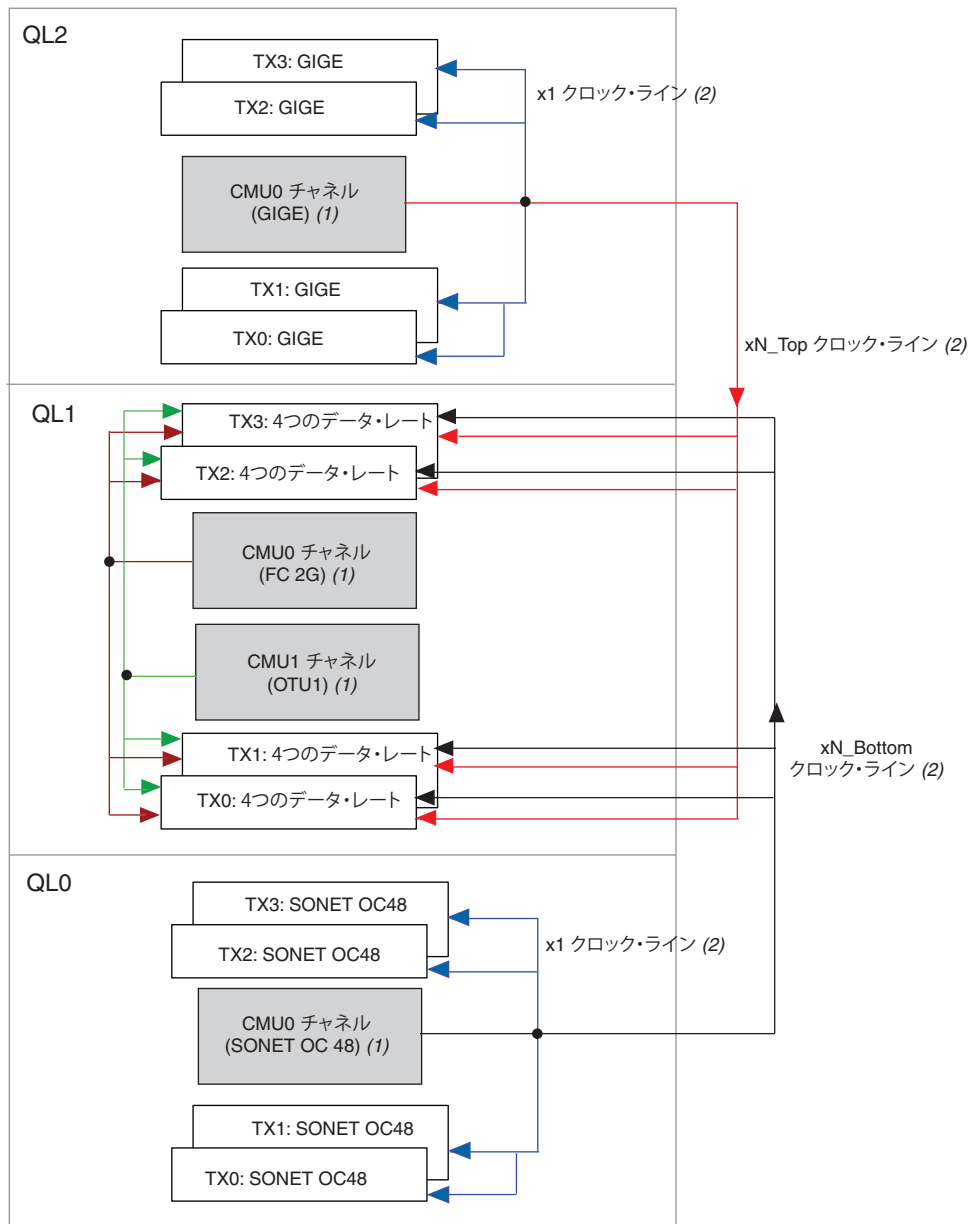 QL2
TX3: GIGE
TX2: GIGE
x1 クロック・ライン (2)
CMU0 チャネル
(GIGE) (1)
TX1: GIGE
TX0: GIGE
xN_Top クロック・ライン (2)
QL1
TX3: 4つのデータ・レート
TX2: 4つのデータ・レート
CMU0 チャネル
(FC 2G) (1)
CMU1 チャネル
(OTU1) (1)
TX1: 4つのデータ・レート
TX0: 4つのデータ・レート
xN_Bottom
クロック・ライン (2)
QL0
TX3: SONET OC48
TX2: SONET OC48
x1 クロック・ライン (2)
CMU0 チャネル
(SONET OC 48) (1)
TX1: SONET OC48
TX0: SONET OC48